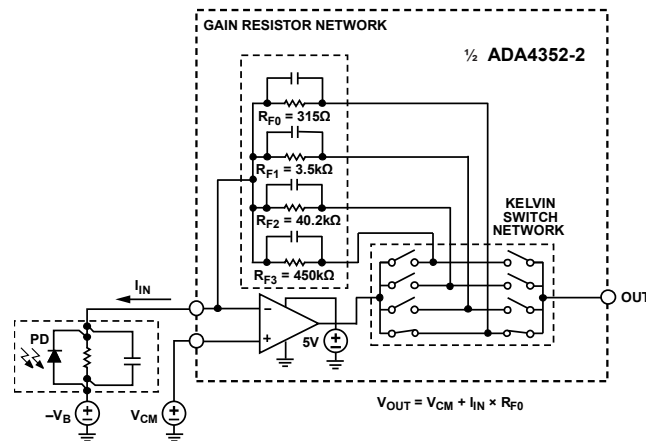 GAIN RESISTOR NETWORK
½ ADA4352-2
RF0 = 315Ω
RF1 = 3.5kΩ
RF2 = 40.2kΩ
RF3 = 450kΩ
KELVIN
SWITCH
NETWORK
IIN
OUT
PD
5V
–VB
VCM
VOUT = VCM + IIN × RF0